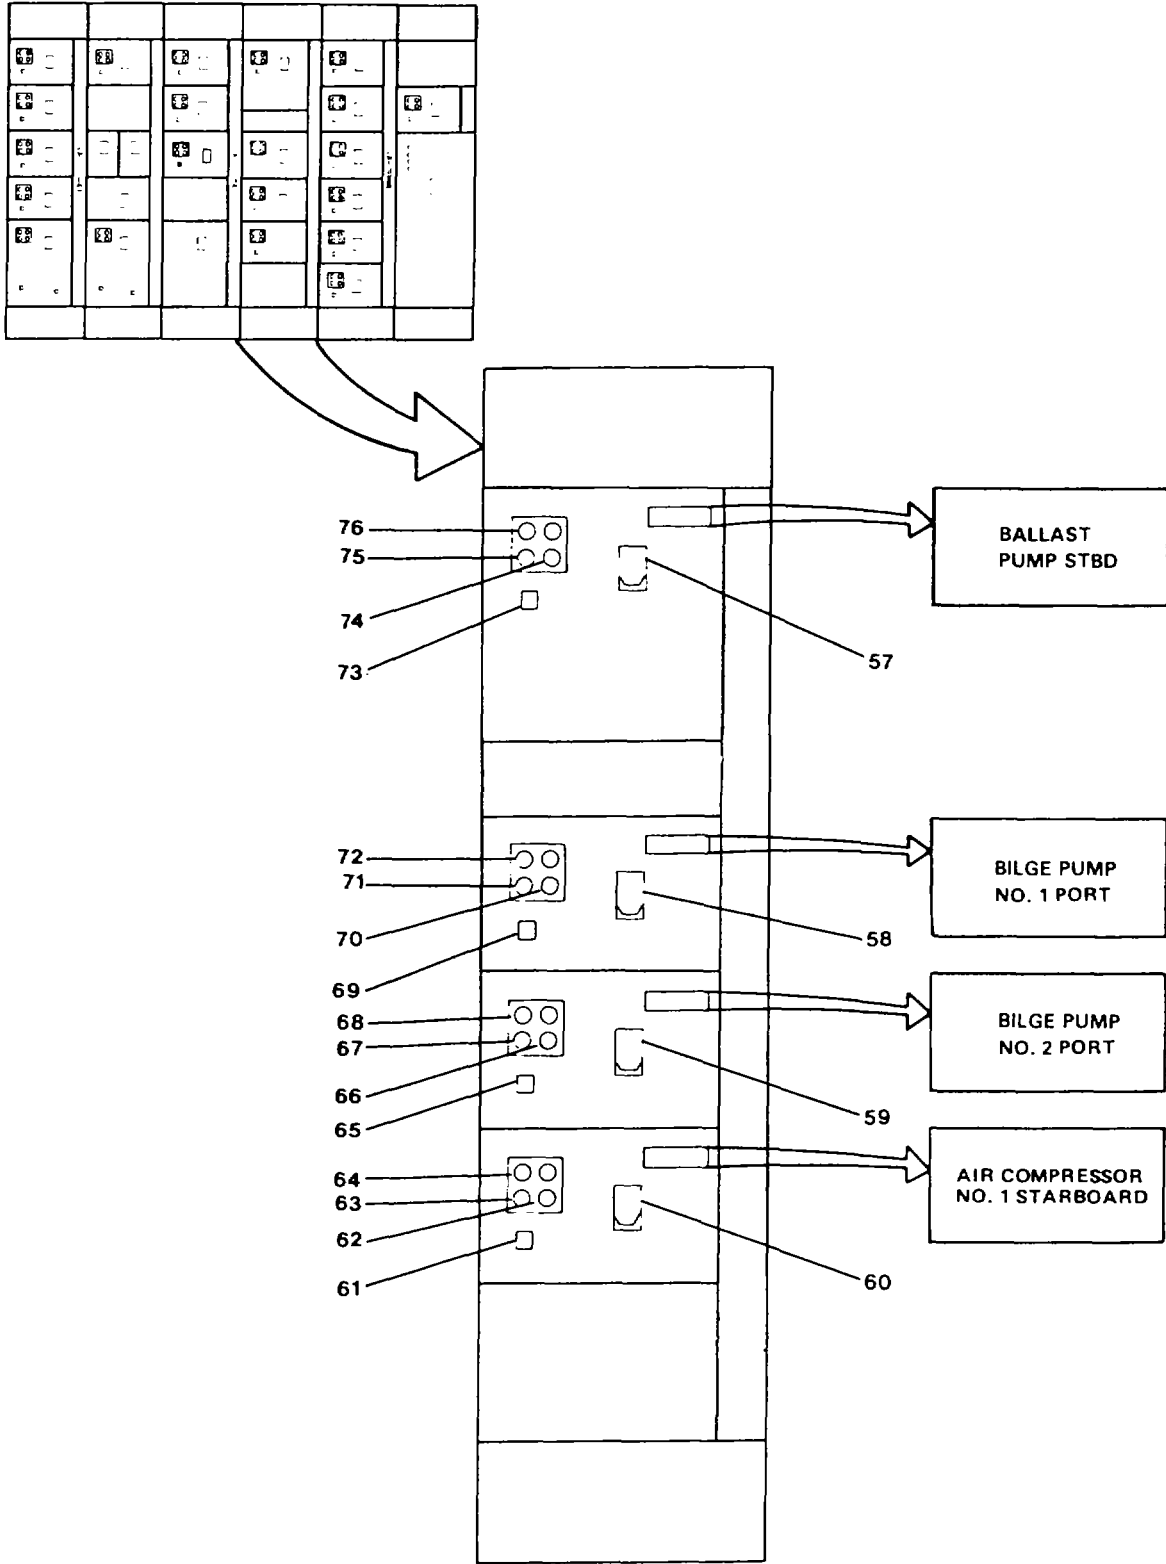 76
75
74
73
57
BALLAST
PUMP STBD
72
71
70
69
58
BILGE PUMP
NO. 1 PORT
68
67
66
65
59
BILGE PUMP
NO. 2 PORT
64
63
62
61
60
AIR COMPRESSOR
NO. 1 STARBOARD